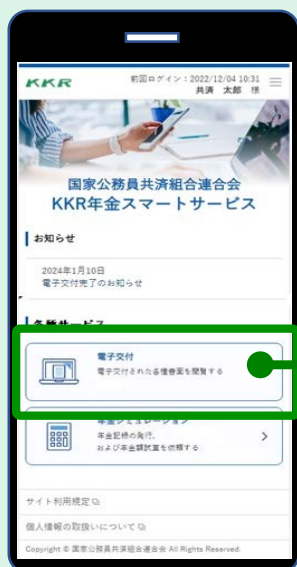 KKR
前回ログイン：2022/12/04 10:31
共済 太郎 様
国家公務員共済組合連合会
KKR年金スマートサービス
お知らせ
2024年1月10日
電子交付完了のお知らせ
各種サービス
電子交付
電子交付された各種書面を閲覧する
年金シミュレーション
年金記録の発行、
および年金額試算を依頼する
サイト利用規定
個人情報の取扱いについて
Copyright © 国家公務員共済組合連合会 All Rights Reserved.